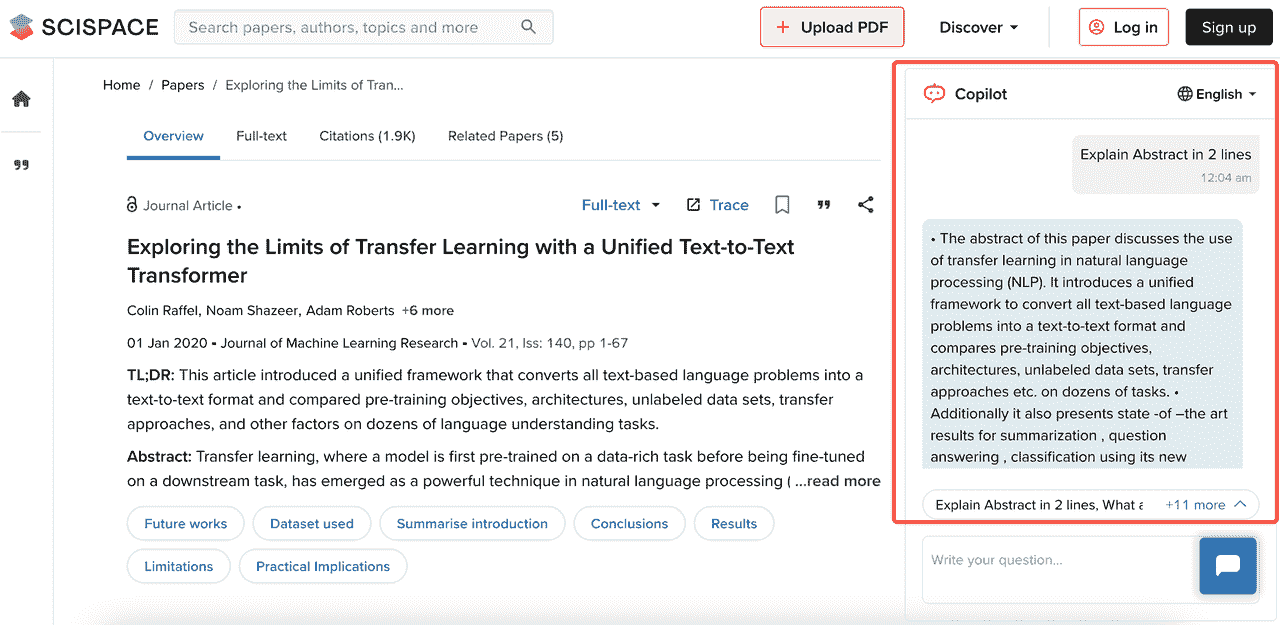 SCISPACE
Search papers, authors, topics and more
+ Upload PDF
Discover
Log in
Sign up
Home / Papers / Exploring the Limits of Tran...
Overview
Full-text
Citations (1.9K)
Related Papers (5)
Journal Article •
Full-text
Trace
Exploring the Limits of Transfer Learning with a Unified Text-to-Text
Transformer
Colin Raffel, Noam Shazeer, Adam Roberts +6 more
01 Jan 2020 • Journal of Machine Learning Research • Vol. 21, Iss: 140, pp 1-67
TL;DR: This article introduced a unified framework that converts all text-based language problems into a
text-to-text format and compared pre-training objectives, architectures, unlabeled data sets, transfer
approaches, and other factors on dozens of language understanding tasks.
Abstract: Transfer learning, where a model is first pre-trained on a data-rich task before being fine-tuned
on a downstream task, has emerged as a powerful technique in natural language processing ( ...read more
Future works
Dataset used
Summarise introduction
Conclusions
Results
Limitations
Practical Implications
Copilot
English
Explain Abstract in 2 lines
12:04 am
• The abstract of this paper discusses the use
of transfer learning in natural language
processing (NLP). It introduces a unified
framework to convert all text-based language
problems into a text-to-text format and
compares pre-training objectives,
architectures, unlabeled data sets, transfer
approaches etc. on dozens of tasks. •
Additionally it also presents state -of –the art
results for summarization , question
answering , classification using its new
Explain Abstract in 2 lines, What
+11 more
Write your question...